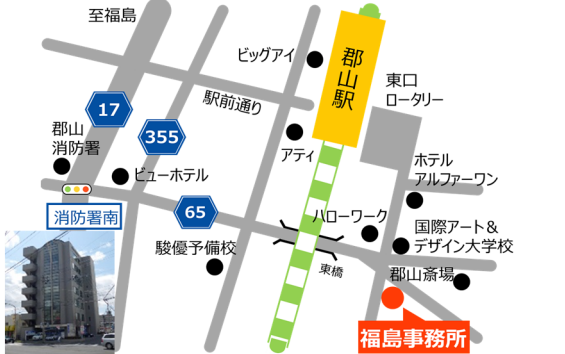 至福島
ビッグアイ
郡山駅
東口
ロータリー
駅前通り
17
355
郡山
消防署
アティ
ビューホテル
ホテル
アルファーワン
消防署南
65
ハローワーク
国際アート＆
デザイン大学校
駿優予備校
東橋
郡山斎場
福島事務所